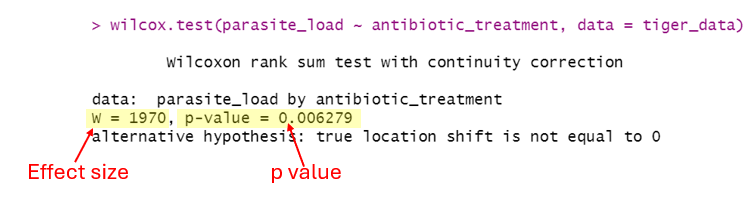 > wilcox.test(parasite_load ~ antibiotic_treatment, data = tiger_data)
Wilcoxon rank sum test with continuity correction
data:  parasite_load by antibiotic_treatment
W = 1970, p-value = 0.006279
alternative hypothesis: true location shift is not equal to 0
Effect size
p value